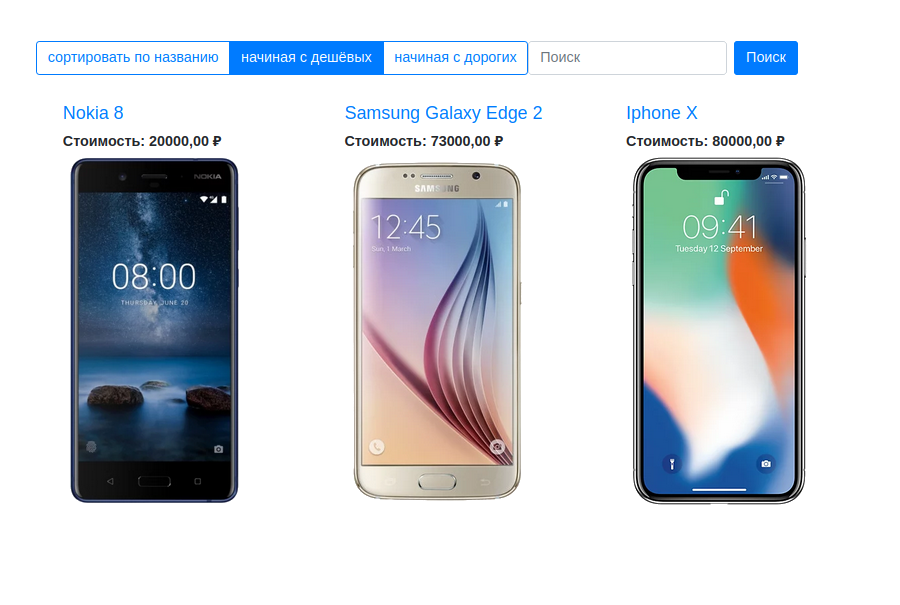 сортировать по названию начиная с дешёвых начиная с дорогих Поиск Поиск
Nokia 8 Samsung Galaxy Edge 2 Iphone X
Стоимость: 20000,00 ₽ Стоимость: 73000,00 ₽ Стоимость: 80000,00 ₽
NOKIA
SAMSUNG
12:45
Sun, 1 March
09:41
Tuesday 12 September
08:00
THURSDAY, JUNE 20